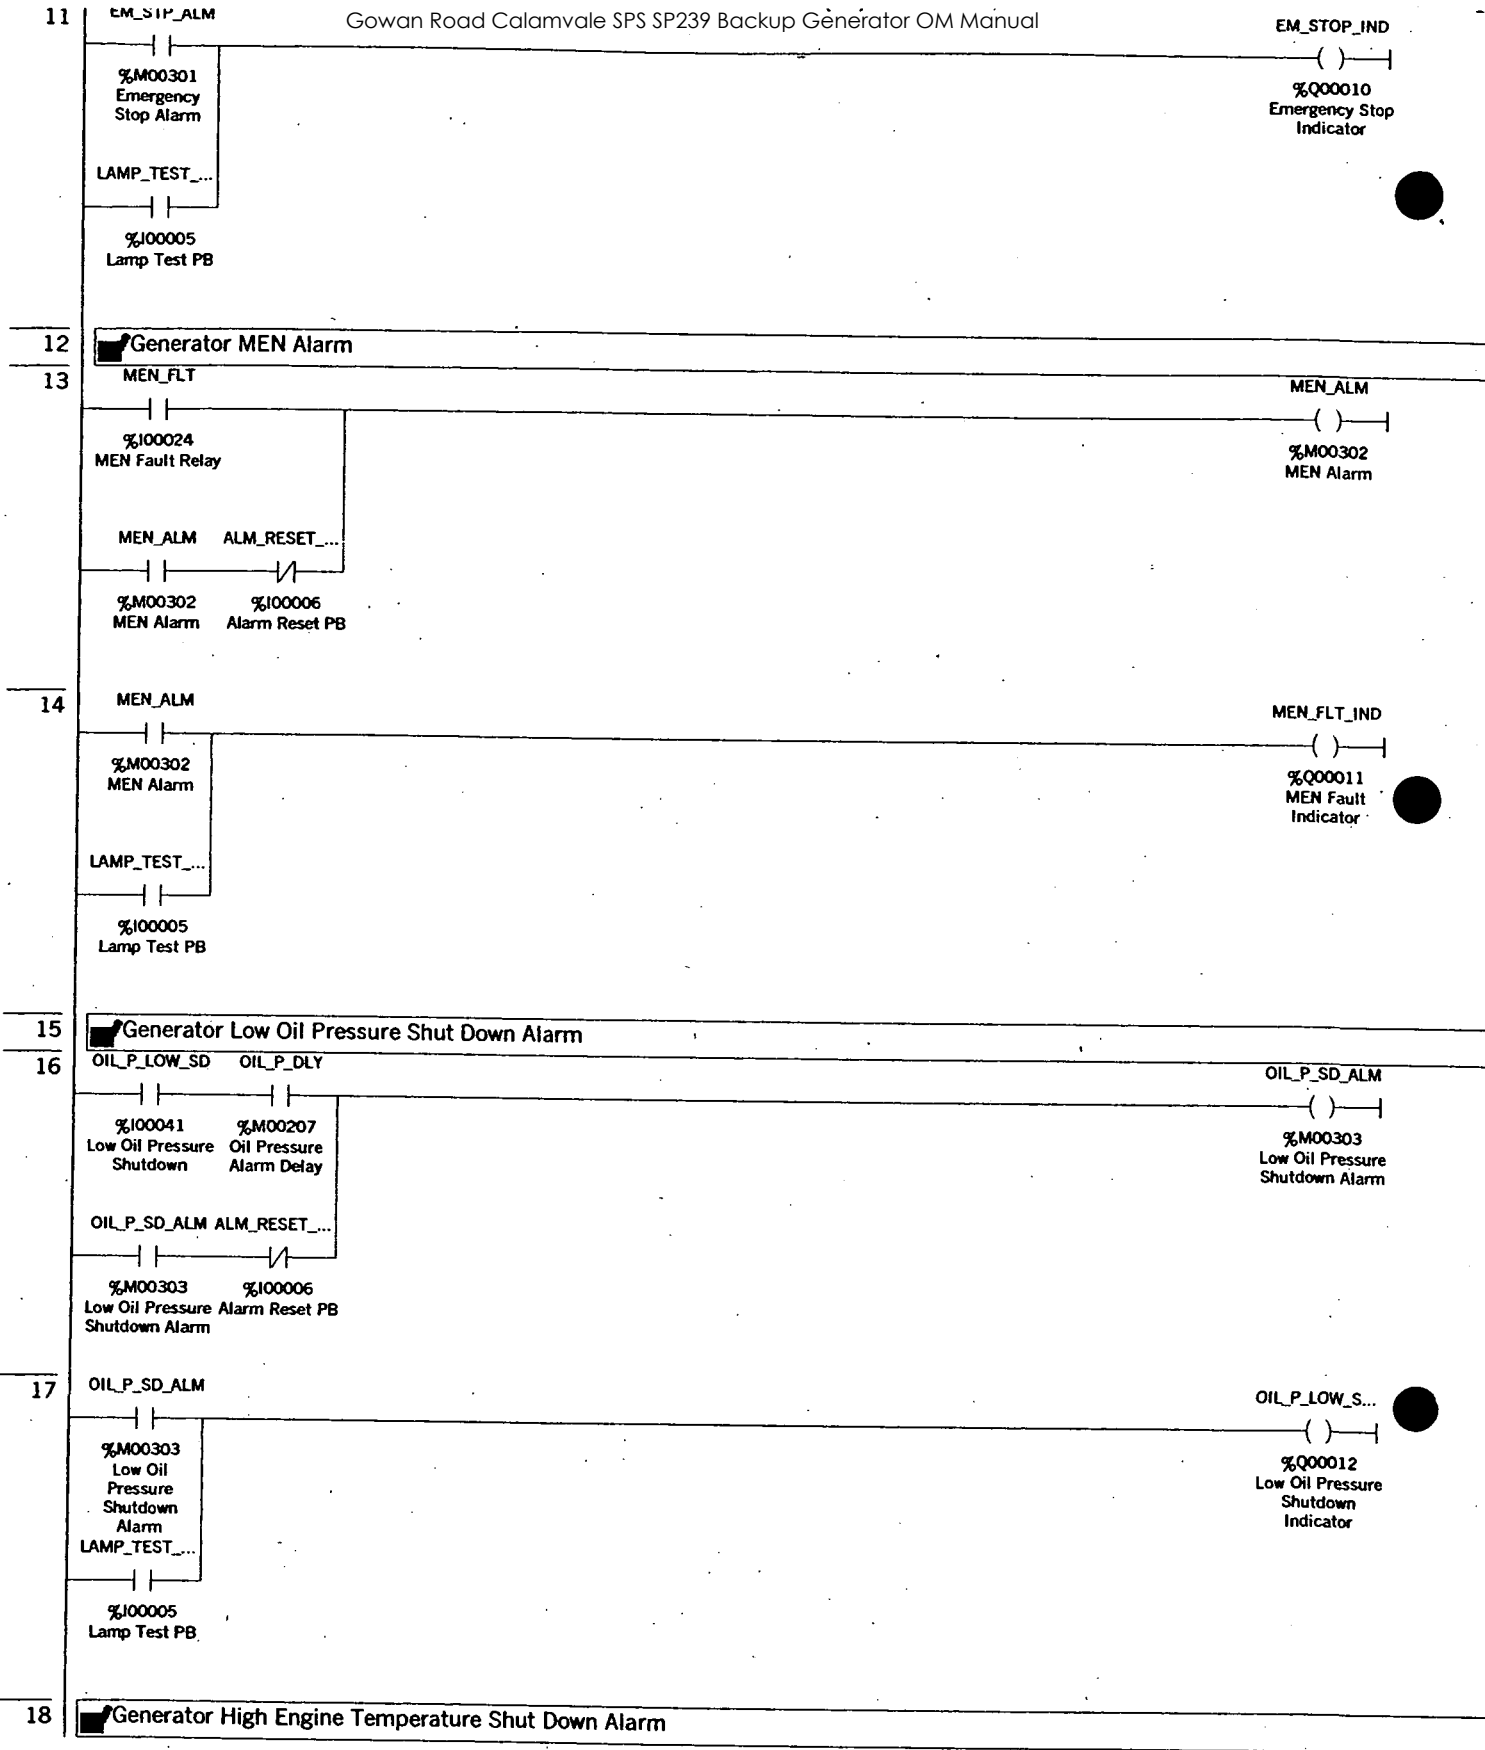 Gowan Road Calamvale SPS SP239 Backup Generator OM Manual
11
EM_STP_ALM
EM_STOP_IND
%M00301
Emergency
Stop Alarm
%Q00010
Emergency Stop
Indicator
LAMP_TEST_...
%I00005
Lamp Test PB
12
Generator MEN Alarm
13
MEN_FLT
MEN_ALM
%I00024
MEN Fault Relay
%M00302
MEN Alarm
MEN_ALM ALM_RESET_...
%M00302 %I00006
MEN Alarm Alarm Reset PB
14
MEN_ALM
MEN_FLT_IND
%M00302
MEN Alarm
%Q00011
MEN Fault
Indicator
LAMP_TEST_...
%I00005
Lamp Test PB
15
Generator Low Oil Pressure Shut Down Alarm
16
OIL_P_LOW_SD OIL_P_DLY
OIL_P_SD_ALM
%I00041 %M00207
Low Oil Pressure Oil Pressure
Shutdown Alarm Delay
%M00303
Low Oil Pressure
Shutdown Alarm
OIL_P_SD_ALM ALM_RESET_...
%M00303 %I00006
Low Oil Pressure Alarm Reset PB
Shutdown Alarm
17
OIL_P_SD_ALM
OIL_P_LOW_S...
%M00303
Low Oil
Pressure
Shutdown
Alarm
%Q00012
Low Oil Pressure
Shutdown
Indicator
LAMP_TEST_...
%I00005
Lamp Test PB
18
Generator High Engine Temperature Shut Down Alarm